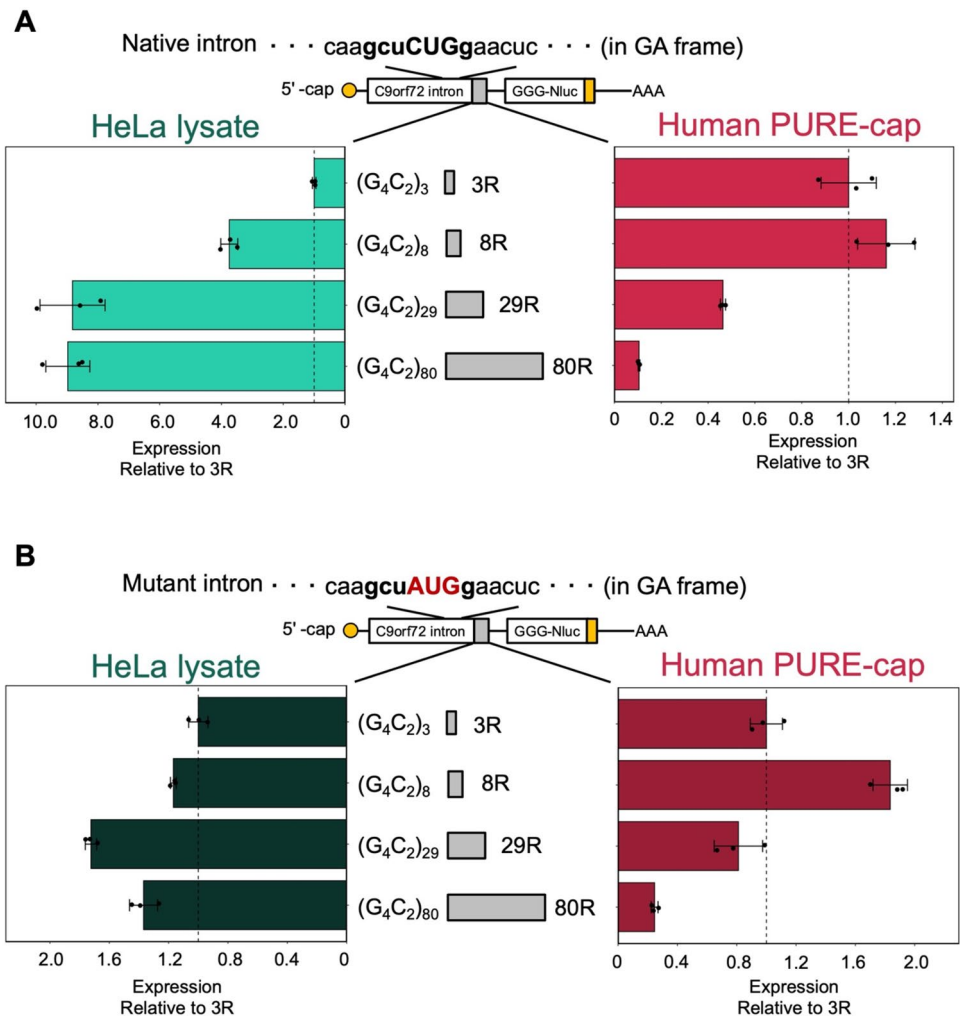 A
Native intron · · · caagcuCUGgaacuc · · · (in GA frame)
5' -cap C9orf72 intron GGG-Nluc AAA
HeLa lysate Human PURE-cap
(G₄C₂)₃ 3R
(G₄C₂)₈ 8R
(G₄C₂)₂₉ 29R
(G₄C₂)₈₀ 80R
10.0 8.0 6.0 4.0 2.0 0 0 0.2 0.4 0.6 0.8 1.0 1.2 1.4
Expression Expression
Relative to 3R Relative to 3R
B
Mutant intron · · · caagcuAUGgaacuc · · · (in GA frame)
5' -cap C9orf72 intron GGG-Nluc AAA
HeLa lysate Human PURE-cap
(G₄C₂)₃ 3R
(G₄C₂)₈ 8R
(G₄C₂)₂₉ 29R
(G₄C₂)₈₀ 80R
2.0 1.6 1.2 0.8 0.4 0 0 0.4 0.8 1.2 1.6 2.0
Expression Expression
Relative to 3R Relative to 3R